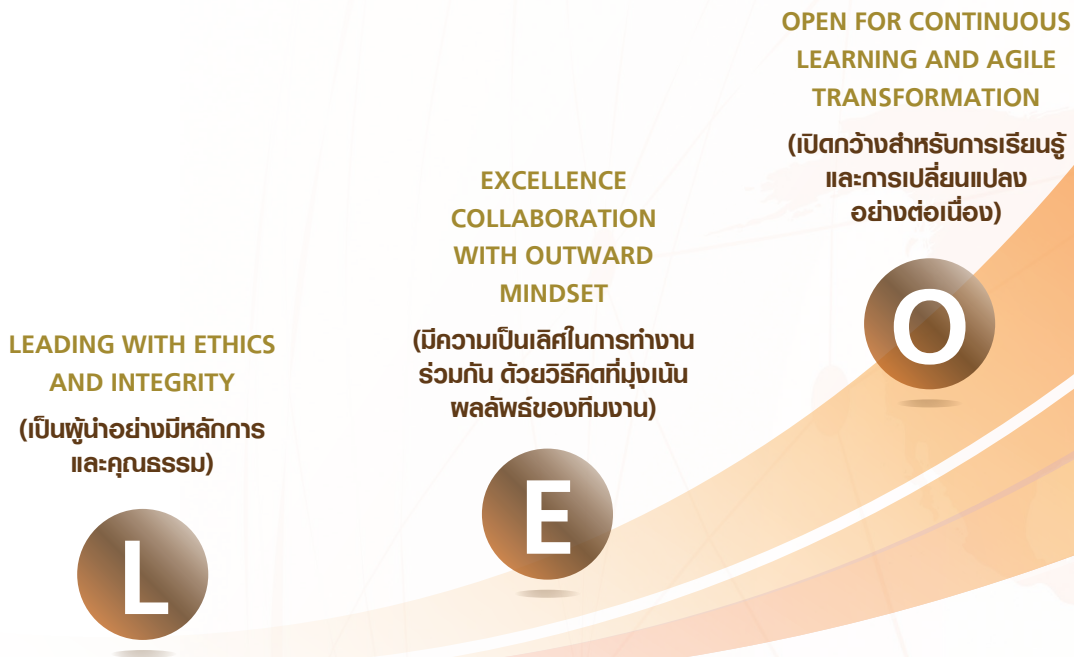 LEADING WITH ETHICS
AND INTEGRITY
(เป็นผู้นำอย่างมีหลักการ
และคุณธรรม)
L
EXCELLENCE
COLLABORATION
WITH OUTWARD
MINDSET
(มีความเป็นเลิศในการทำงาน
ร่วมกัน ด้วยวิธีคิดที่มุ่งเน้น
ผลลัพธ์ของทีมงาน)
E
OPEN FOR CONTINUOUS
LEARNING AND AGILE
TRANSFORMATION
(เปิดกว้างสำหรับการเรียนรู้
และการเปลี่ยนแปลง
อย่างต่อเนื่อง)
O